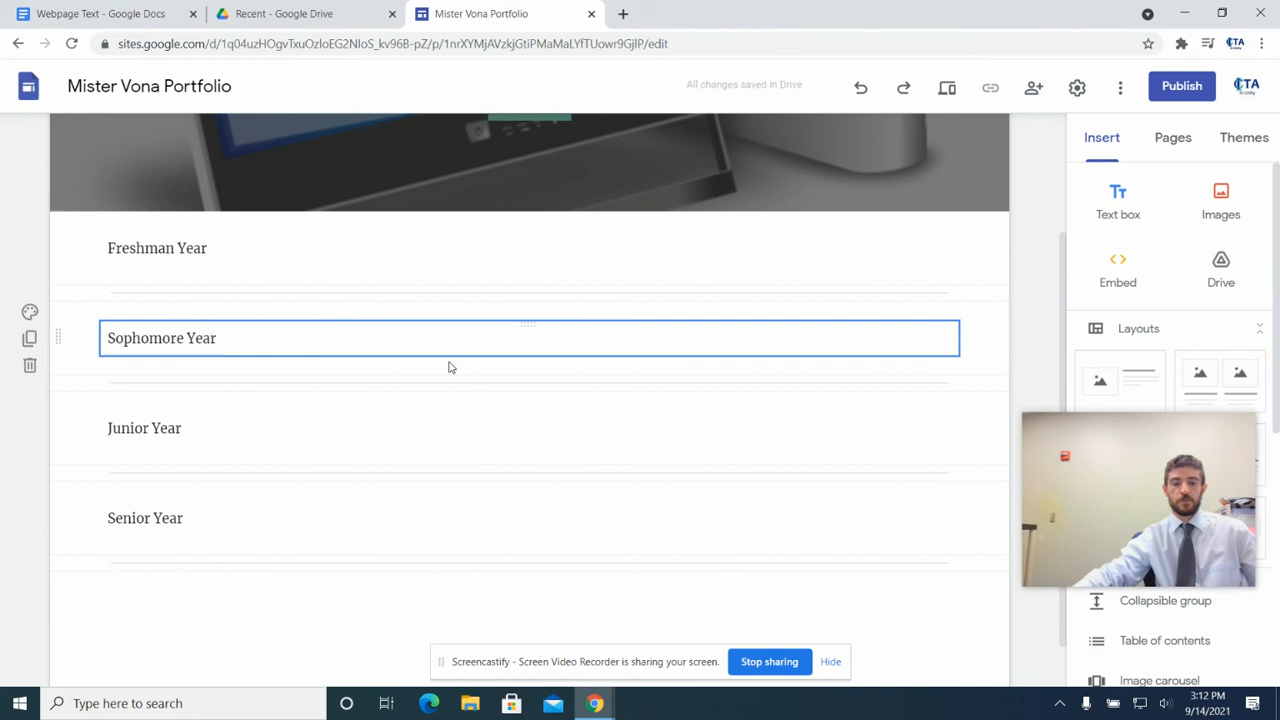 Webpage Text - Google Docs
Recent - Google Drive
Mister Vona Portfolio
sites.google.com/d/1q04uzHOgvTxuOzloEG2NIoS_kv96B-pZ/p/1nrXYMjAVzkjGtiPMaMaLYfTUowr9GjlP/edit
Mister Vona Portfolio
All changes saved in Drive
Publish
Insert
Pages
Themes
Text box
Images
Embed
Drive
Layouts
Freshman Year
Sophomore Year
Junior Year
Senior Year
Collapsible group
Table of contents
Image carousel
Screencastify - Screen Video Recorder is sharing your screen.
Stop sharing
Hide
Type here to search
3:12 PM
9/14/2021